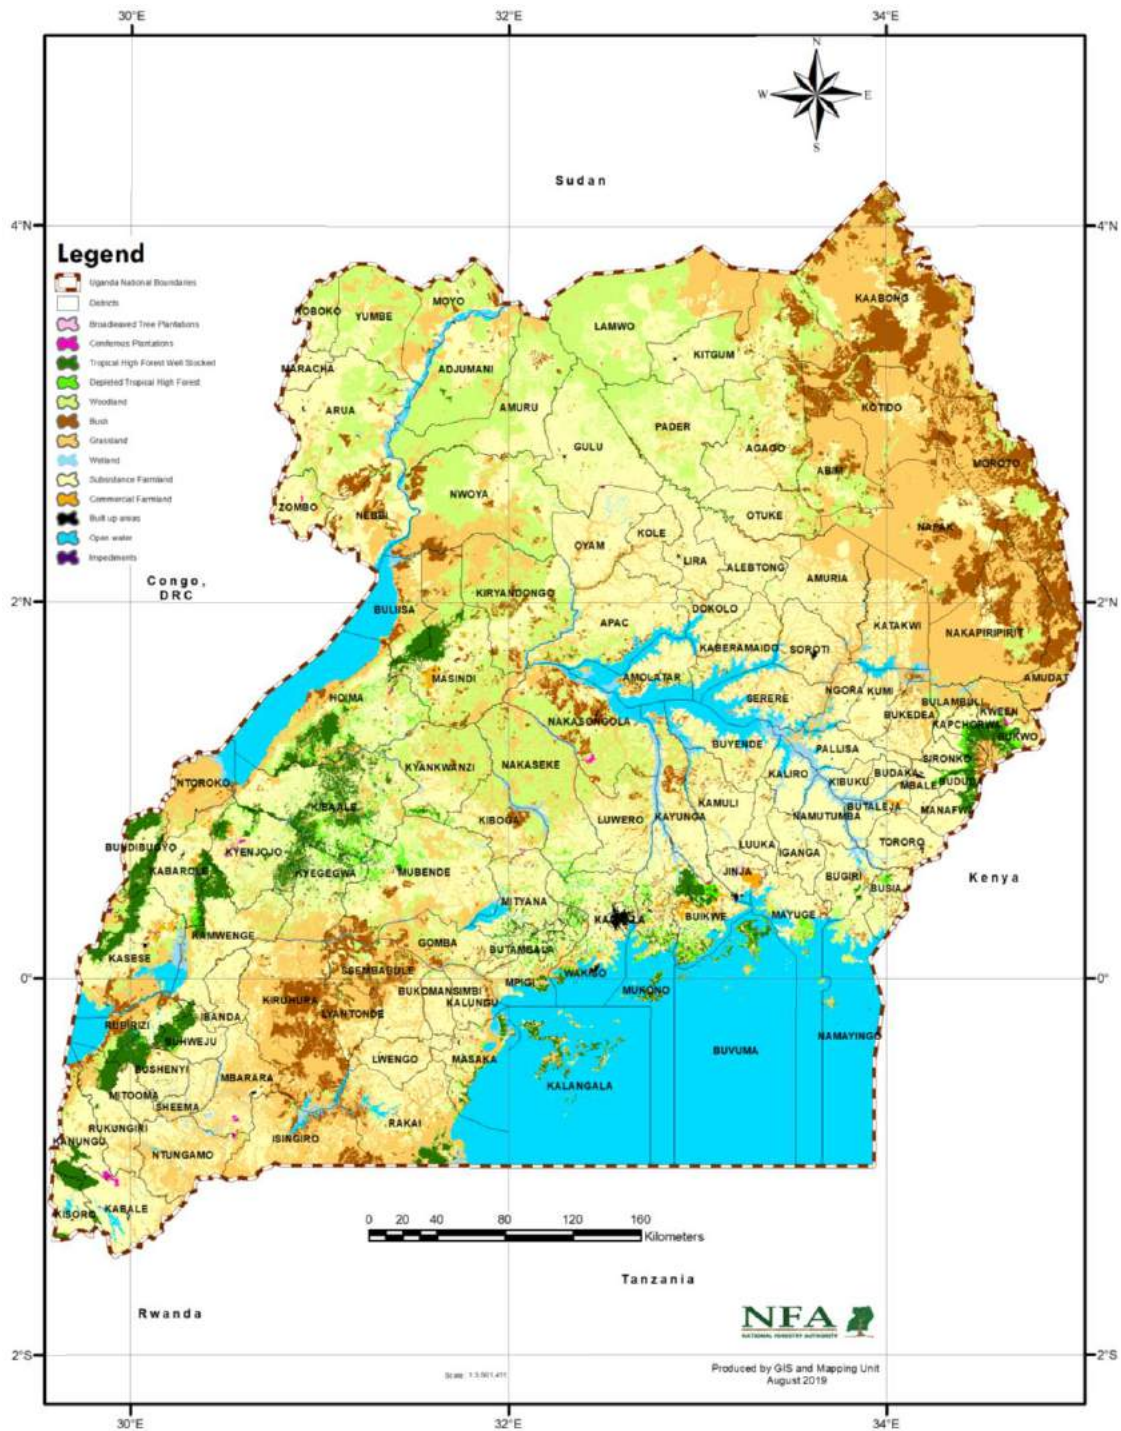 30°E
32°E
34°E
N
W
E
S
Sudan
4°N
4°N
Legend
Uganda National Boundaries
Districts
Broadleaved Tree Plantations
Coniferous Plantations
Tropical High Forest Well Stocked
Depleted Tropical High Forest
Woodland
Bush
Grassland
Wetland
Subsistance Farmland
Commercial Farmland
Built up areas
Open water
Impediments
KAABONG
MOYO
KOBOKO
YUMBE
LAMWO
KITGUM
MARACHA
ADJUMANI
ARUA
AMURU
KOTIDO
PADER
GULU
AGAGO
MOROTO
ABIM
NWOYA
ZOMBO
NEBBI
OTUKE
NAPAK
KOLE
OYAM
LIRA
ALEBTONG
AMURIA
Congo,
DRC
KIRYANDONGO
2°N
2°N
BULIISA
DOKOLO
APAC
KATAKWI
NAKAPIRIPIRIT
KABERAMAIDO
SOROTI
MASINDI
AMOLATAR
AMUDAT
HOIMA
SERERE
NGORA
KUMI
BULAMBULI
KWEEN
BUKEDEA
KAPCHORWA
NAKASONGOLA
BUKWO
BUYENDE
PALLISA
SIRONKO
KYANKWANZI
NAKASEKE
KALIRO
BUDAKA
NTOROKO
KIBUKU
MBALE
BUDUDA
KIBAALE
KAMULI
BUTALEJA
MANAFWA
KIBOGA
LUWERO
KAYUNGA
NAMUTUMBA
BUNDIBUGYO
KYENJOJO
LUUKA
IGANGA
TORORO
KABAROLE
KYEGEGWA
MUBENDE
JINJA
BUGIRI
BUSIA
Kenya
MITYANA
BUIKWE
MAYUGE
KAMWENGE
GOMBA
BUTAMBALA
KASESE
SSEMBABULE
WAKISO
0°
0°
MPIGI
BUKOMANSIMBI
MUKONO
KIRUHURA
KALUNGU
LYANTONDE
IBANDA
RUBIRIZI
BUHWEJU
NAMAYINGO
BUVUMA
LWENGO
MASAKA
BUSHENYI
MBARARA
KALANGALA
MITOOMA
SHEEMA
RAKAI
RUKUNGIRI
KANUNGU
ISINGIRO
NTUNGAMO
KABALE
KISORO
0 20 40 80 120 160
Kilometers
Tanzania
Rwanda
NFA
NATIONAL FORESTRY AUTHORITY
2°S
2°S
Produced by GIS and Mapping Unit
August 2019
30°E
32°E
34°E